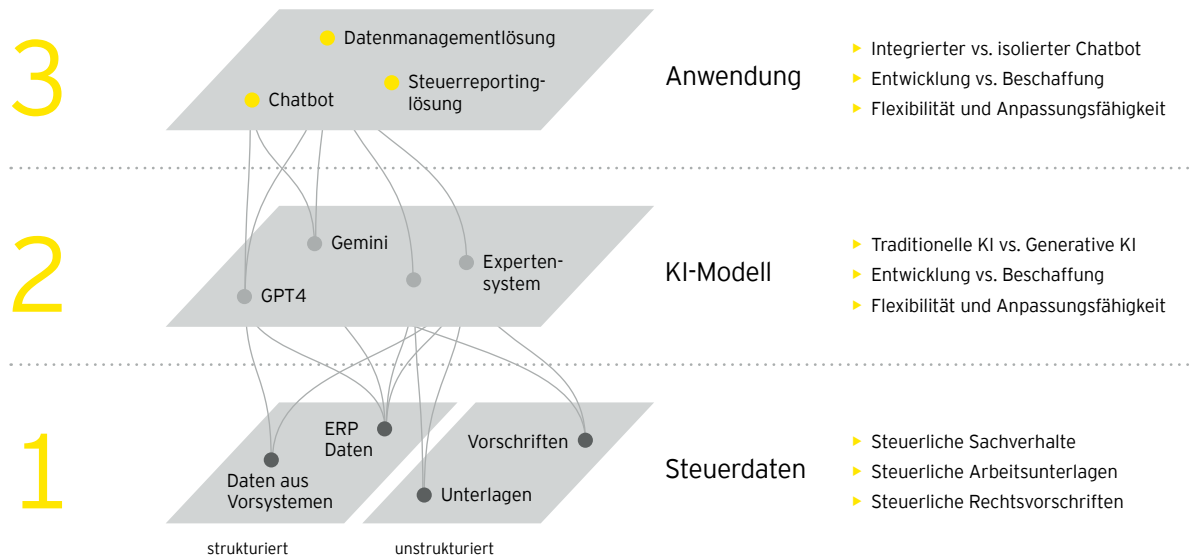 3
Datenmanagementlösung
Steuerreporting-
lösung
Chatbot
Anwendung
Integrierter vs. isolierter Chatbot
Entwicklung vs. Beschaffung
Flexibilität und Anpassungsfähigkeit
2
Gemini
Experten-
system
GPT4
KI-Modell
Traditionelle KI vs. Generative KI
Entwicklung vs. Beschaffung
Flexibilität und Anpassungsfähigkeit
1
ERP
Daten
Daten aus
Vorsystemen
Vorschriften
Unterlagen
Steuerdaten
Steuerliche Sachverhalte
Steuerliche Arbeitsunterlagen
Steuerliche Rechtsvorschriften
strukturiert
unstrukturiert